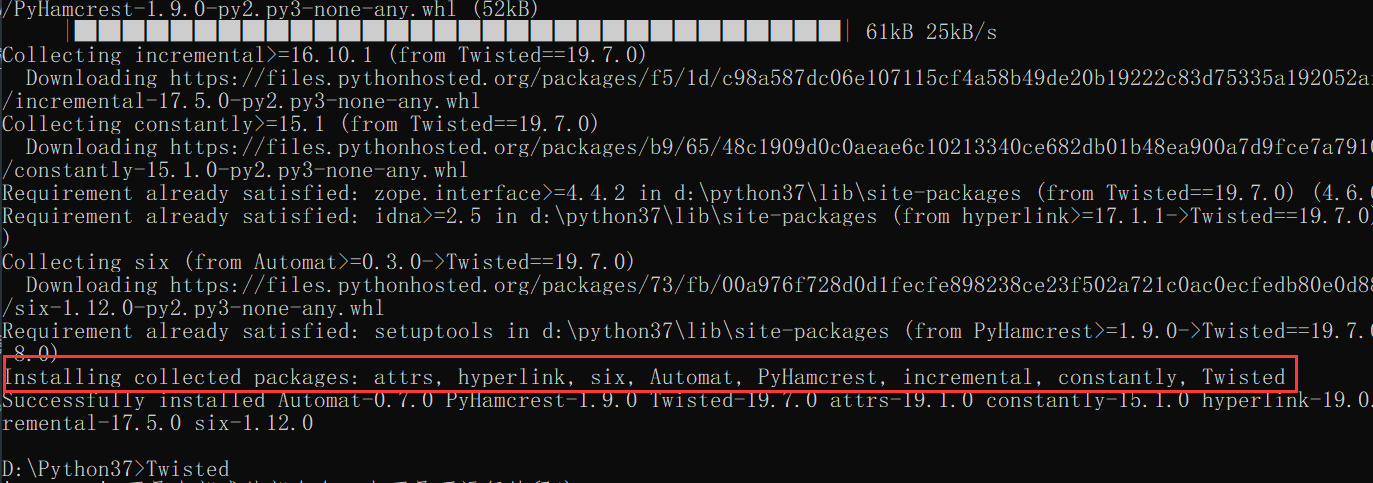 /PyHamcrest-1.9.0-py2.py3-none-any.whl (52kB)
61kB 25kB/s
Collecting incremental>=16.10.1 (from Twisted==19.7.0)
Downloading https://files.pythonhosted.org/packages/f5/1d/c98a587dc06e107115cf4a58b49de20b19222c83d75335a192052a
/incremental-17.5.0-py2.py3-none-any.whl
Collecting constantly>=15.1 (from Twisted==19.7.0)
Downloading https://files.pythonhosted.org/packages/b9/65/48c1909d0c0aeae6c10213340ce682db01b48ea900a7d9fce7a791
/constantly-15.1.0-py2.py3-none-any.whl
Requirement already satisfied: zope.interface>=4.4.2 in d:\python37\lib\site-packages (from Twisted==19.7.0) (4.6.
Requirement already satisfied: idna>=2.5 in d:\python37\lib\site-packages (from hyperlink>=17.1.1->Twisted==19.7.0
)
Collecting six (from Automat>=0.3.0->Twisted==19.7.0)
Downloading https://files.pythonhosted.org/packages/73/fb/00a976f728d0d1fecfe898238ce23f502a721c0ac0ecfedb80e0d8
/six-1.12.0-py2.py3-none-any.whl
Requirement already satisfied: setuptools in d:\python37\lib\site-packages (from PyHamcrest>=1.9.0->Twisted==19.7.
8.0)
Installing collected packages: attrs, hyperlink, six, Automat, PyHamcrest, incremental, constantly, Twisted
Successfully installed Automat-0.7.0 PyHamcrest-1.9.0 Twisted-19.7.0 attrs-19.1.0 constantly-15.1.0 hyperlink-19.0
remental-17.5.0 six-1.12.0
D:\Python37>Twisted